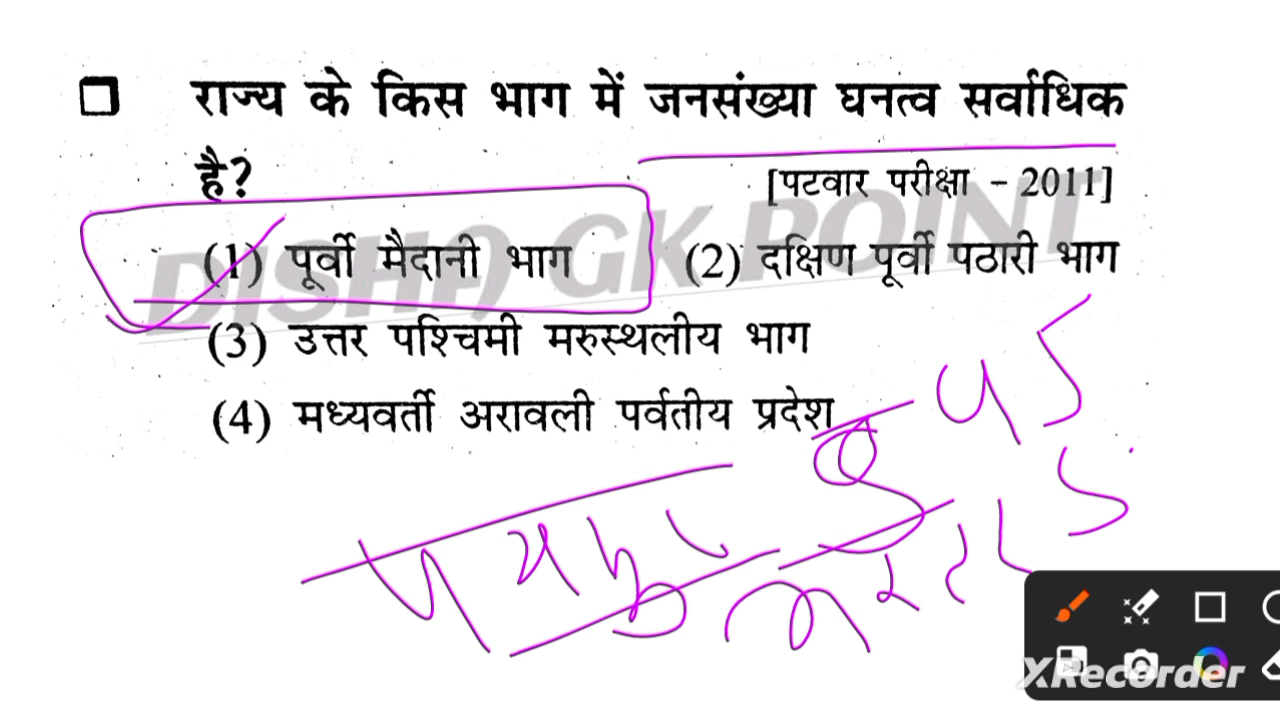 राज्य के किस भाग में जनसंख्या घनत्व सर्वाधिक
है? [पटवार परीक्षा - 2011]
(1) पूर्वी मैदानी भाग (2) दक्षिण पूर्वी पठारी भाग
(3) उत्तर पश्चिमी मरुस्थलीय भाग
(4) मध्यवर्ती अरावली पर्वतीय प्रदेश
DISHA GK POINT
XRecorder